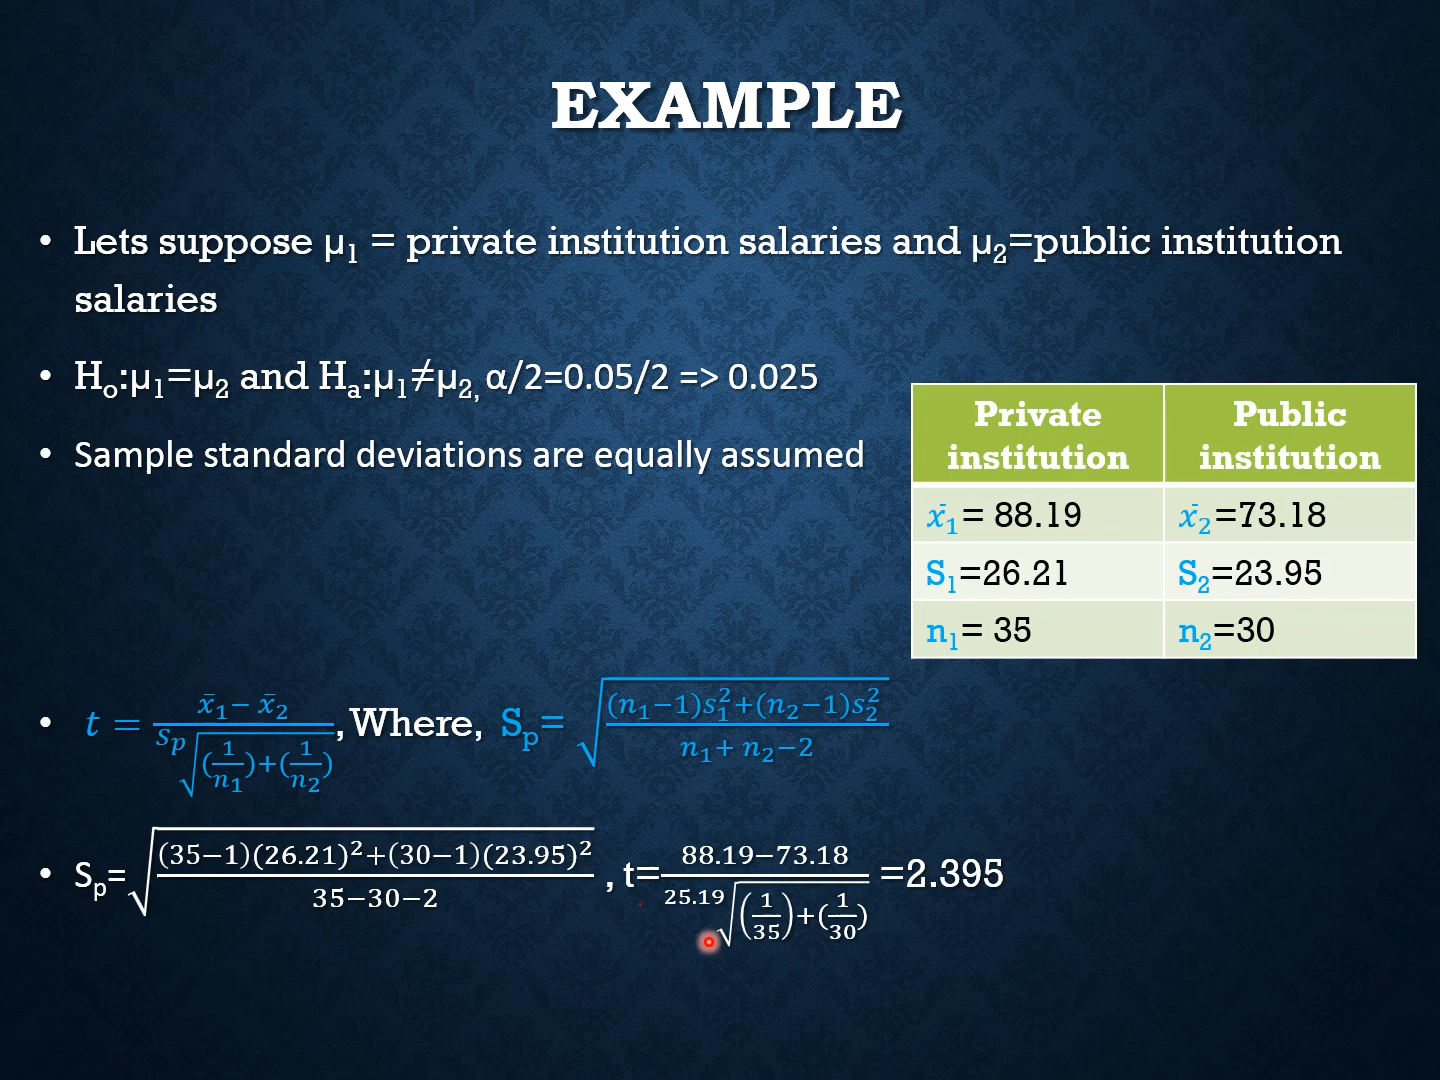 EXAMPLE
• Lets suppose μ₁ = private institution salaries and μ₂=public institution
salaries
• Hₒ:μ₁=μ₂ and Hₐ:μ₁≠μ₂, α/2=0.05/2 => 0.025
• Sample standard deviations are equally assumed
Private institution Public institution
x̄₁= 88.19 x̄₂=73.18
S₁=26.21 S₂=23.95
n₁= 35 n₂=30
• t = (x̄₁− x̄₂)/(Sp√((1/n₁)+(1/n₂))), Where, Sp= √(((n₁−1)s₁²+(n₂−1)s₂²)/(n₁+ n₂−2))
• Sp=√(((35−1)(26.21)²+(30−1)(23.95)²)/(35−30−2)) , t=(88.19−73.18)/(25.19√((1/35)+(1/30))) =2.395